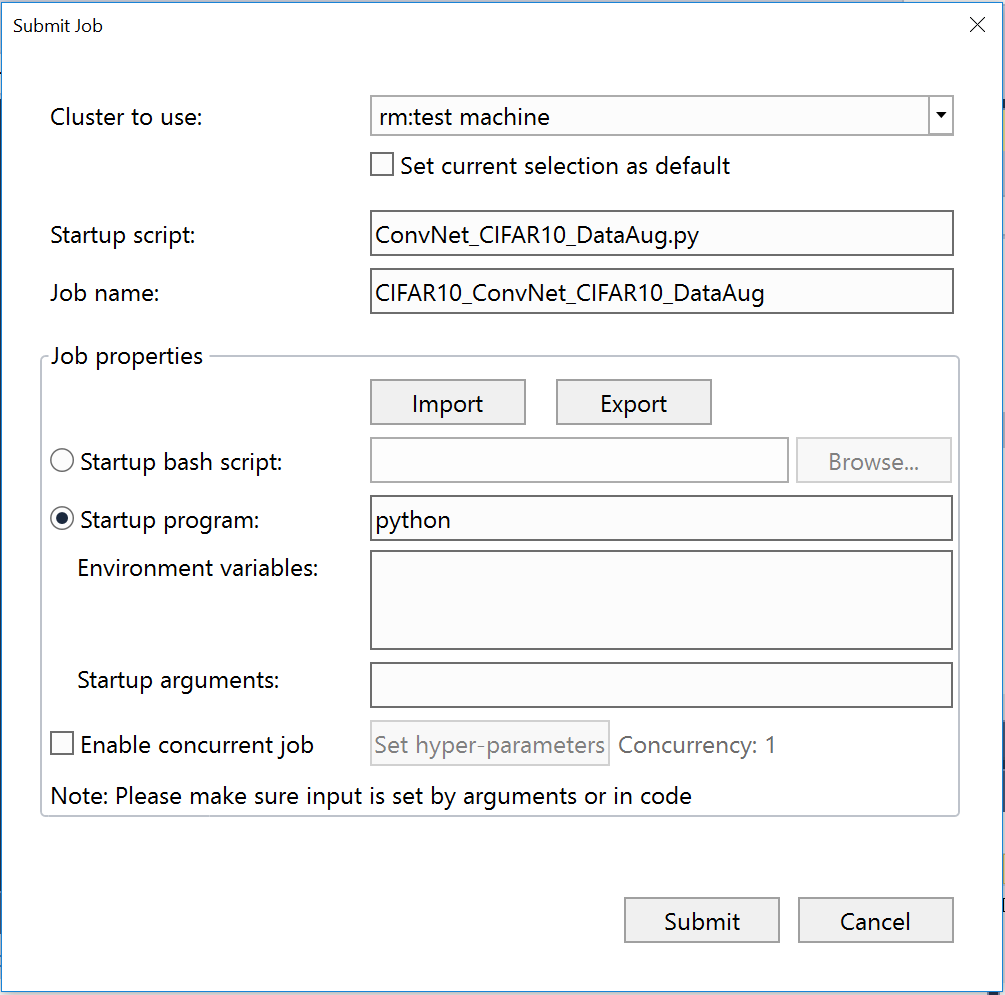 Submit Job
Cluster to use:
rm:test machine
Set current selection as default
Startup script:
ConvNet_CIFAR10_DataAug.py
Job name:
CIFAR10_ConvNet_CIFAR10_DataAug
Job properties
Import
Export
Startup bash script:
Browse...
Startup program:
python
Environment variables:
Startup arguments:
Enable concurrent job
Set hyper-parameters
Concurrency: 1
Note: Please make sure input is set by arguments or in code
Submit
Cancel